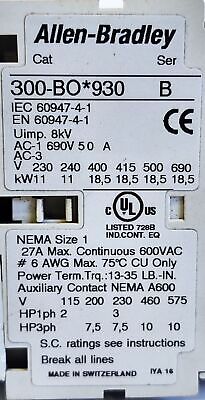 Allen-Bradley
Cat Ser
300-BO*930 B
IEC 60947-4-1
EN 60947-4-1
Uimp. 8kV
AC-1 690V 50 A
AC-3
V 230 240 400 415 500 690
kW 11 11 18,5 18,5 18,5 18,5
CE
C UL US
LISTED 728B
IND.CONT. EQ
NEMA Size 1
27A Max. Continuous 600VAC
# 6 AWG Max. 75°C CU Only
Power Term.Trq.:13-35 LB.-IN.
Auxiliary Contact NEMA A600
V 115 200 230 460 575
HP1ph 2 3
HP3ph 7,5 7,5 10 10
S.C. ratings see instructions
Break all lines
MADE IN SWITZERLAND IYA 16